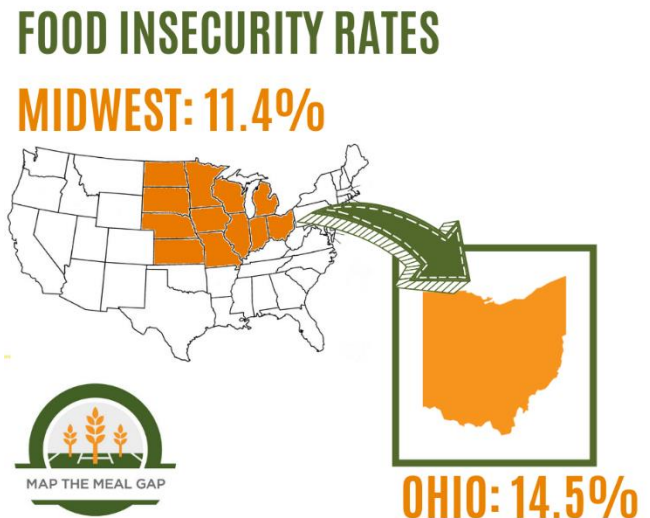 FOOD INSECURITY RATES
MIDWEST: 11.4%
MAP THE MEAL GAP
OHIO: 14.5%